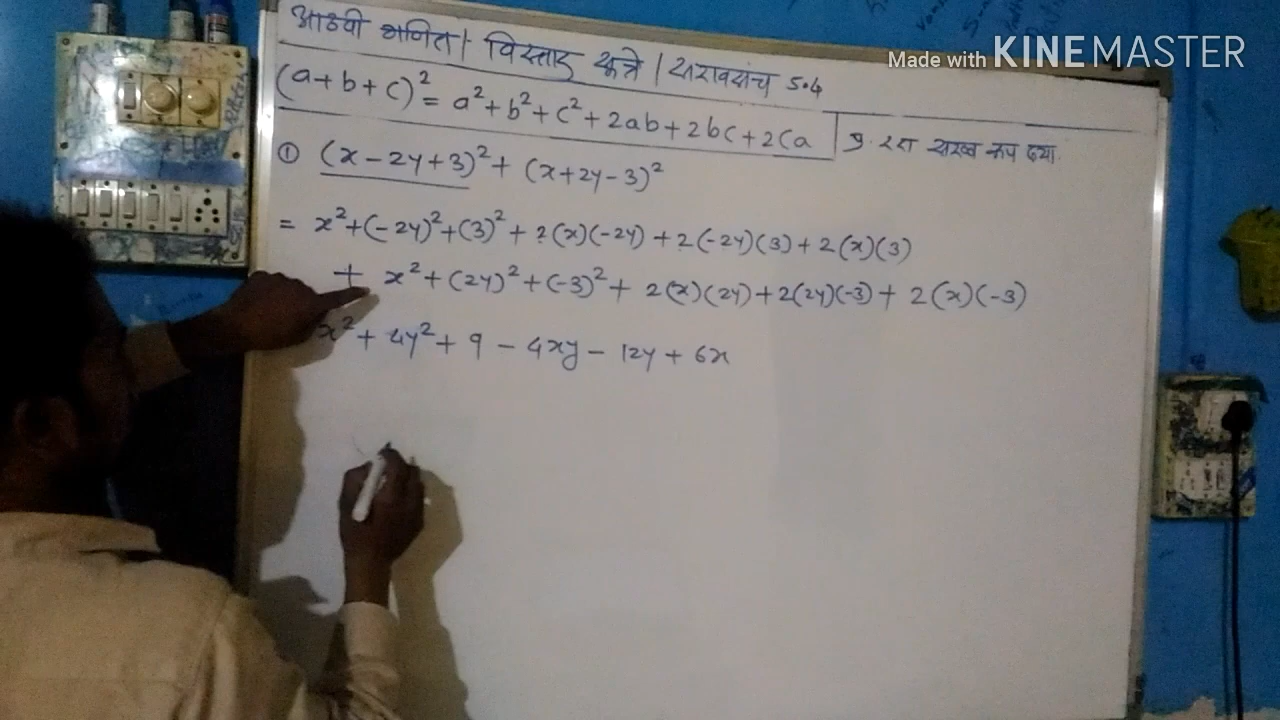 Made with KINEMASTER
आठवी गणित | विस्तार सूत्रे | सरावसंच 5.4
(a+b+c)² = a²+b²+c²+2ab+2bc+2ca
सरळ रूप द्या.
① (x-2y+3)² + (x+2y-3)²
= x²+(-2y)²+(3)²+2(x)(-2y)+2(-2y)(3)+2(x)(3)
+ x²+(2y)²+(-3)²+2(x)(2y)+2(2y)(-3)+2(x)(-3)
x²+4y²+9-4xy-12y+6x